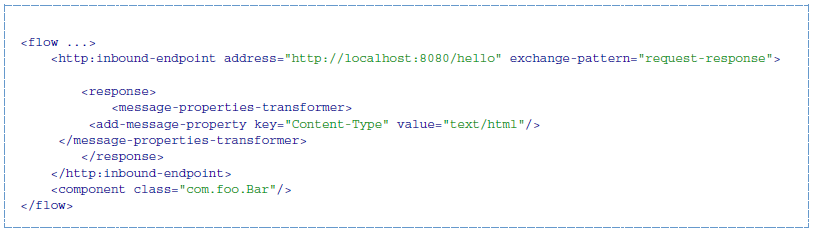 <flow ...>
    <http:inbound-endpoint address="http://localhost:8080/hello" exchange-pattern="request-response">
        <response>
            <message-properties-transformer>
         <add-message-property key="Content-Type" value="text/html"/>
     </message-properties-transformer>
        </response>
    </http:inbound-endpoint>
    <component class="com.foo.Bar"/>
</flow>